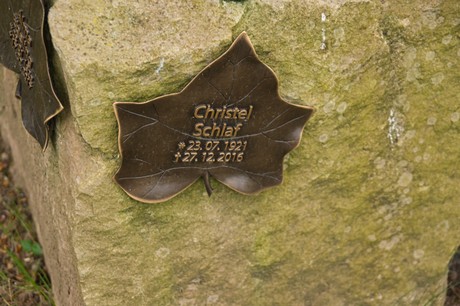 Christel
Schlaf
* 23. 07. 1921
† 27. 12. 2016